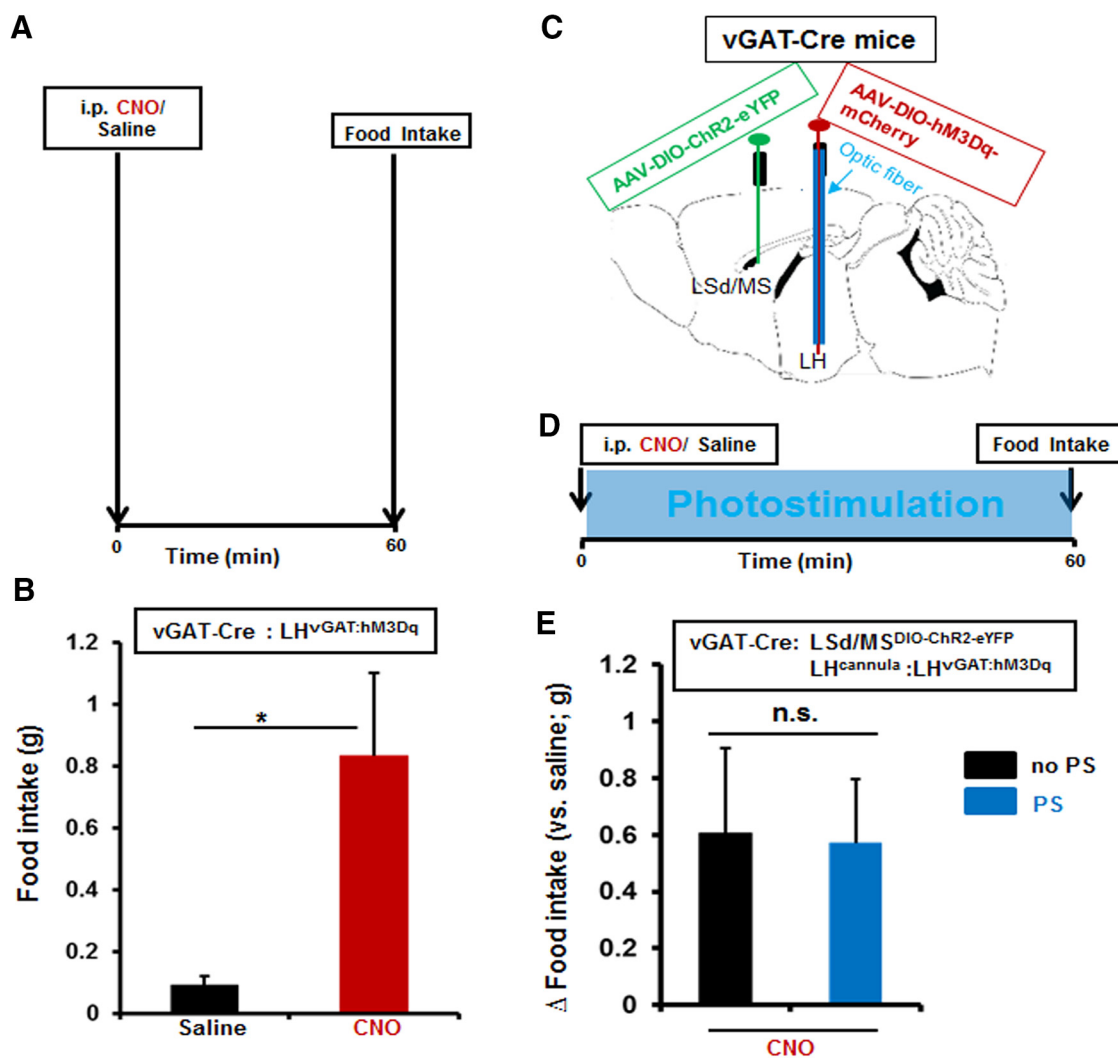 A
i.p. CNO/
Saline
Food Intake
0
60
Time (min)
B
vGAT-Cre : LHvGAT:hM3Dq
Food intake (g)
1.2
1
0.8
0.6
0.4
0.2
0
*
Saline
CNO
C
vGAT-Cre mice
AAV-DIO-ChR2-eYFP
AAV-DIO-hM3Dq-
mCherry
Optic fiber
LSd/MS
LH
D
i.p. CNO/ Saline
Food Intake
Photostimulation
0
Time (min)
60
E
vGAT-Cre: LSd/MSDIO-ChR2-eYFP
LHcannula :LHvGAT:hM3Dq
Δ Food intake (vs. saline; g)
1.2
1
0.8
0.6
0.4
0.2
0
n.s.
no PS
PS
CNO